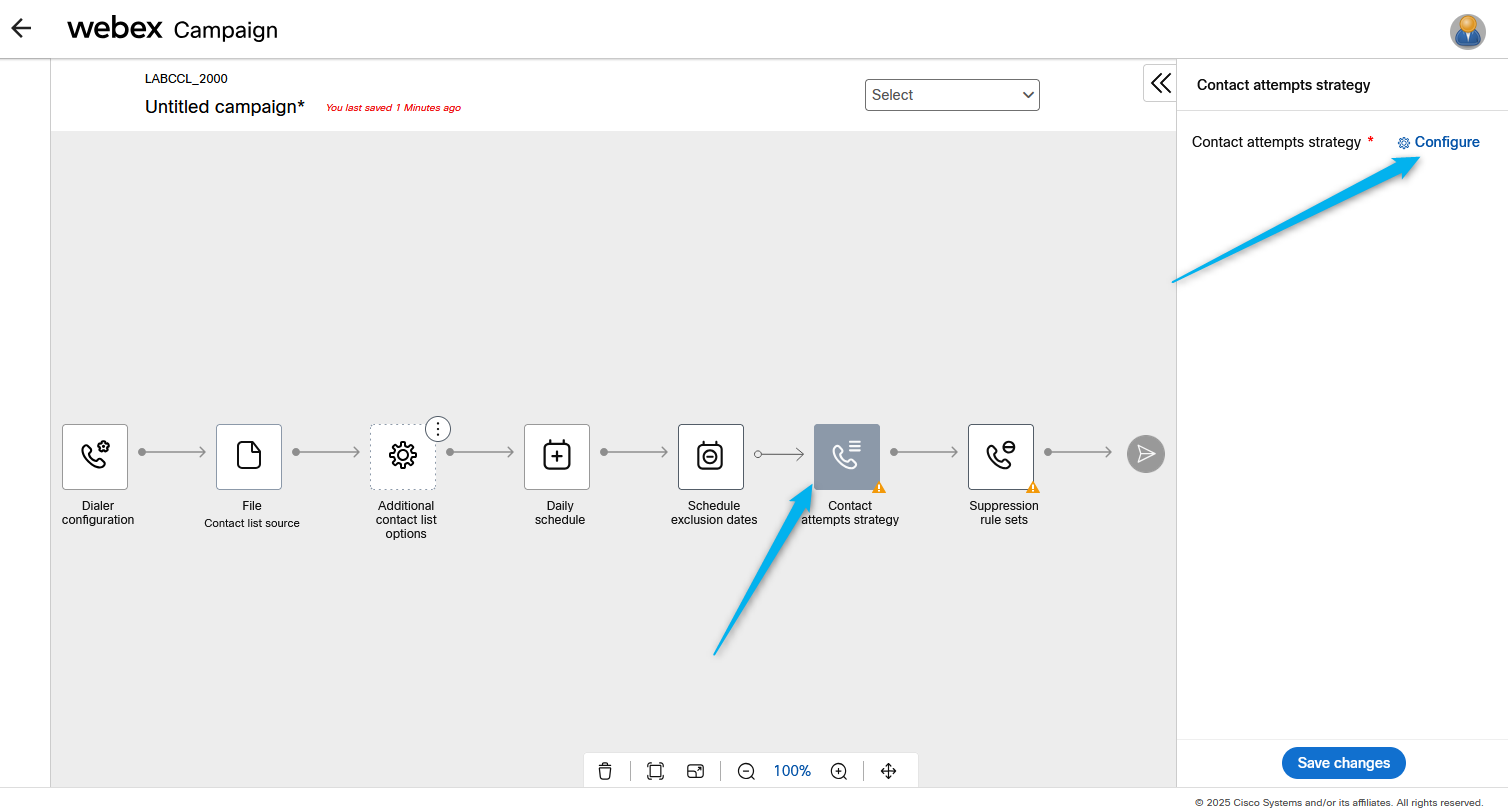 webex Campaign
LABCCL_2000
Untitled campaign*
You last saved 1 Minutes ago
Select
Contact attempts strategy
Contact attempts strategy *
Configure
Dialer
configuration
File
Contact list source
Additional
contact list
options
Daily
schedule
Schedule
exclusion dates
Contact
attempts strategy
Suppression
rule sets
100%
Save changes
© 2025 Cisco Systems and/or its affiliates. All rights reserved.